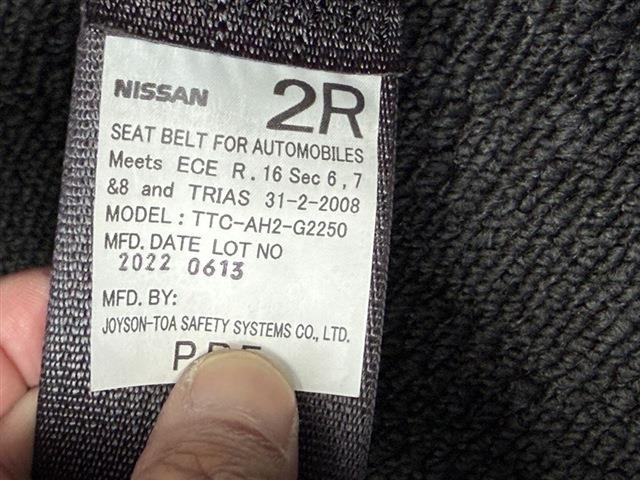 NISSAN 2R
SEAT BELT FOR AUTOMOBILES
Meets ECE R.16 Sec 6,7
&8 and TRIAS 31-2-2008
MODEL: TTC-AH2-G2250
MFD. DATE LOT NO
2022 0613
MFD. BY:
JOYSON-TOA SAFETY SYSTEMS CO., LTD.